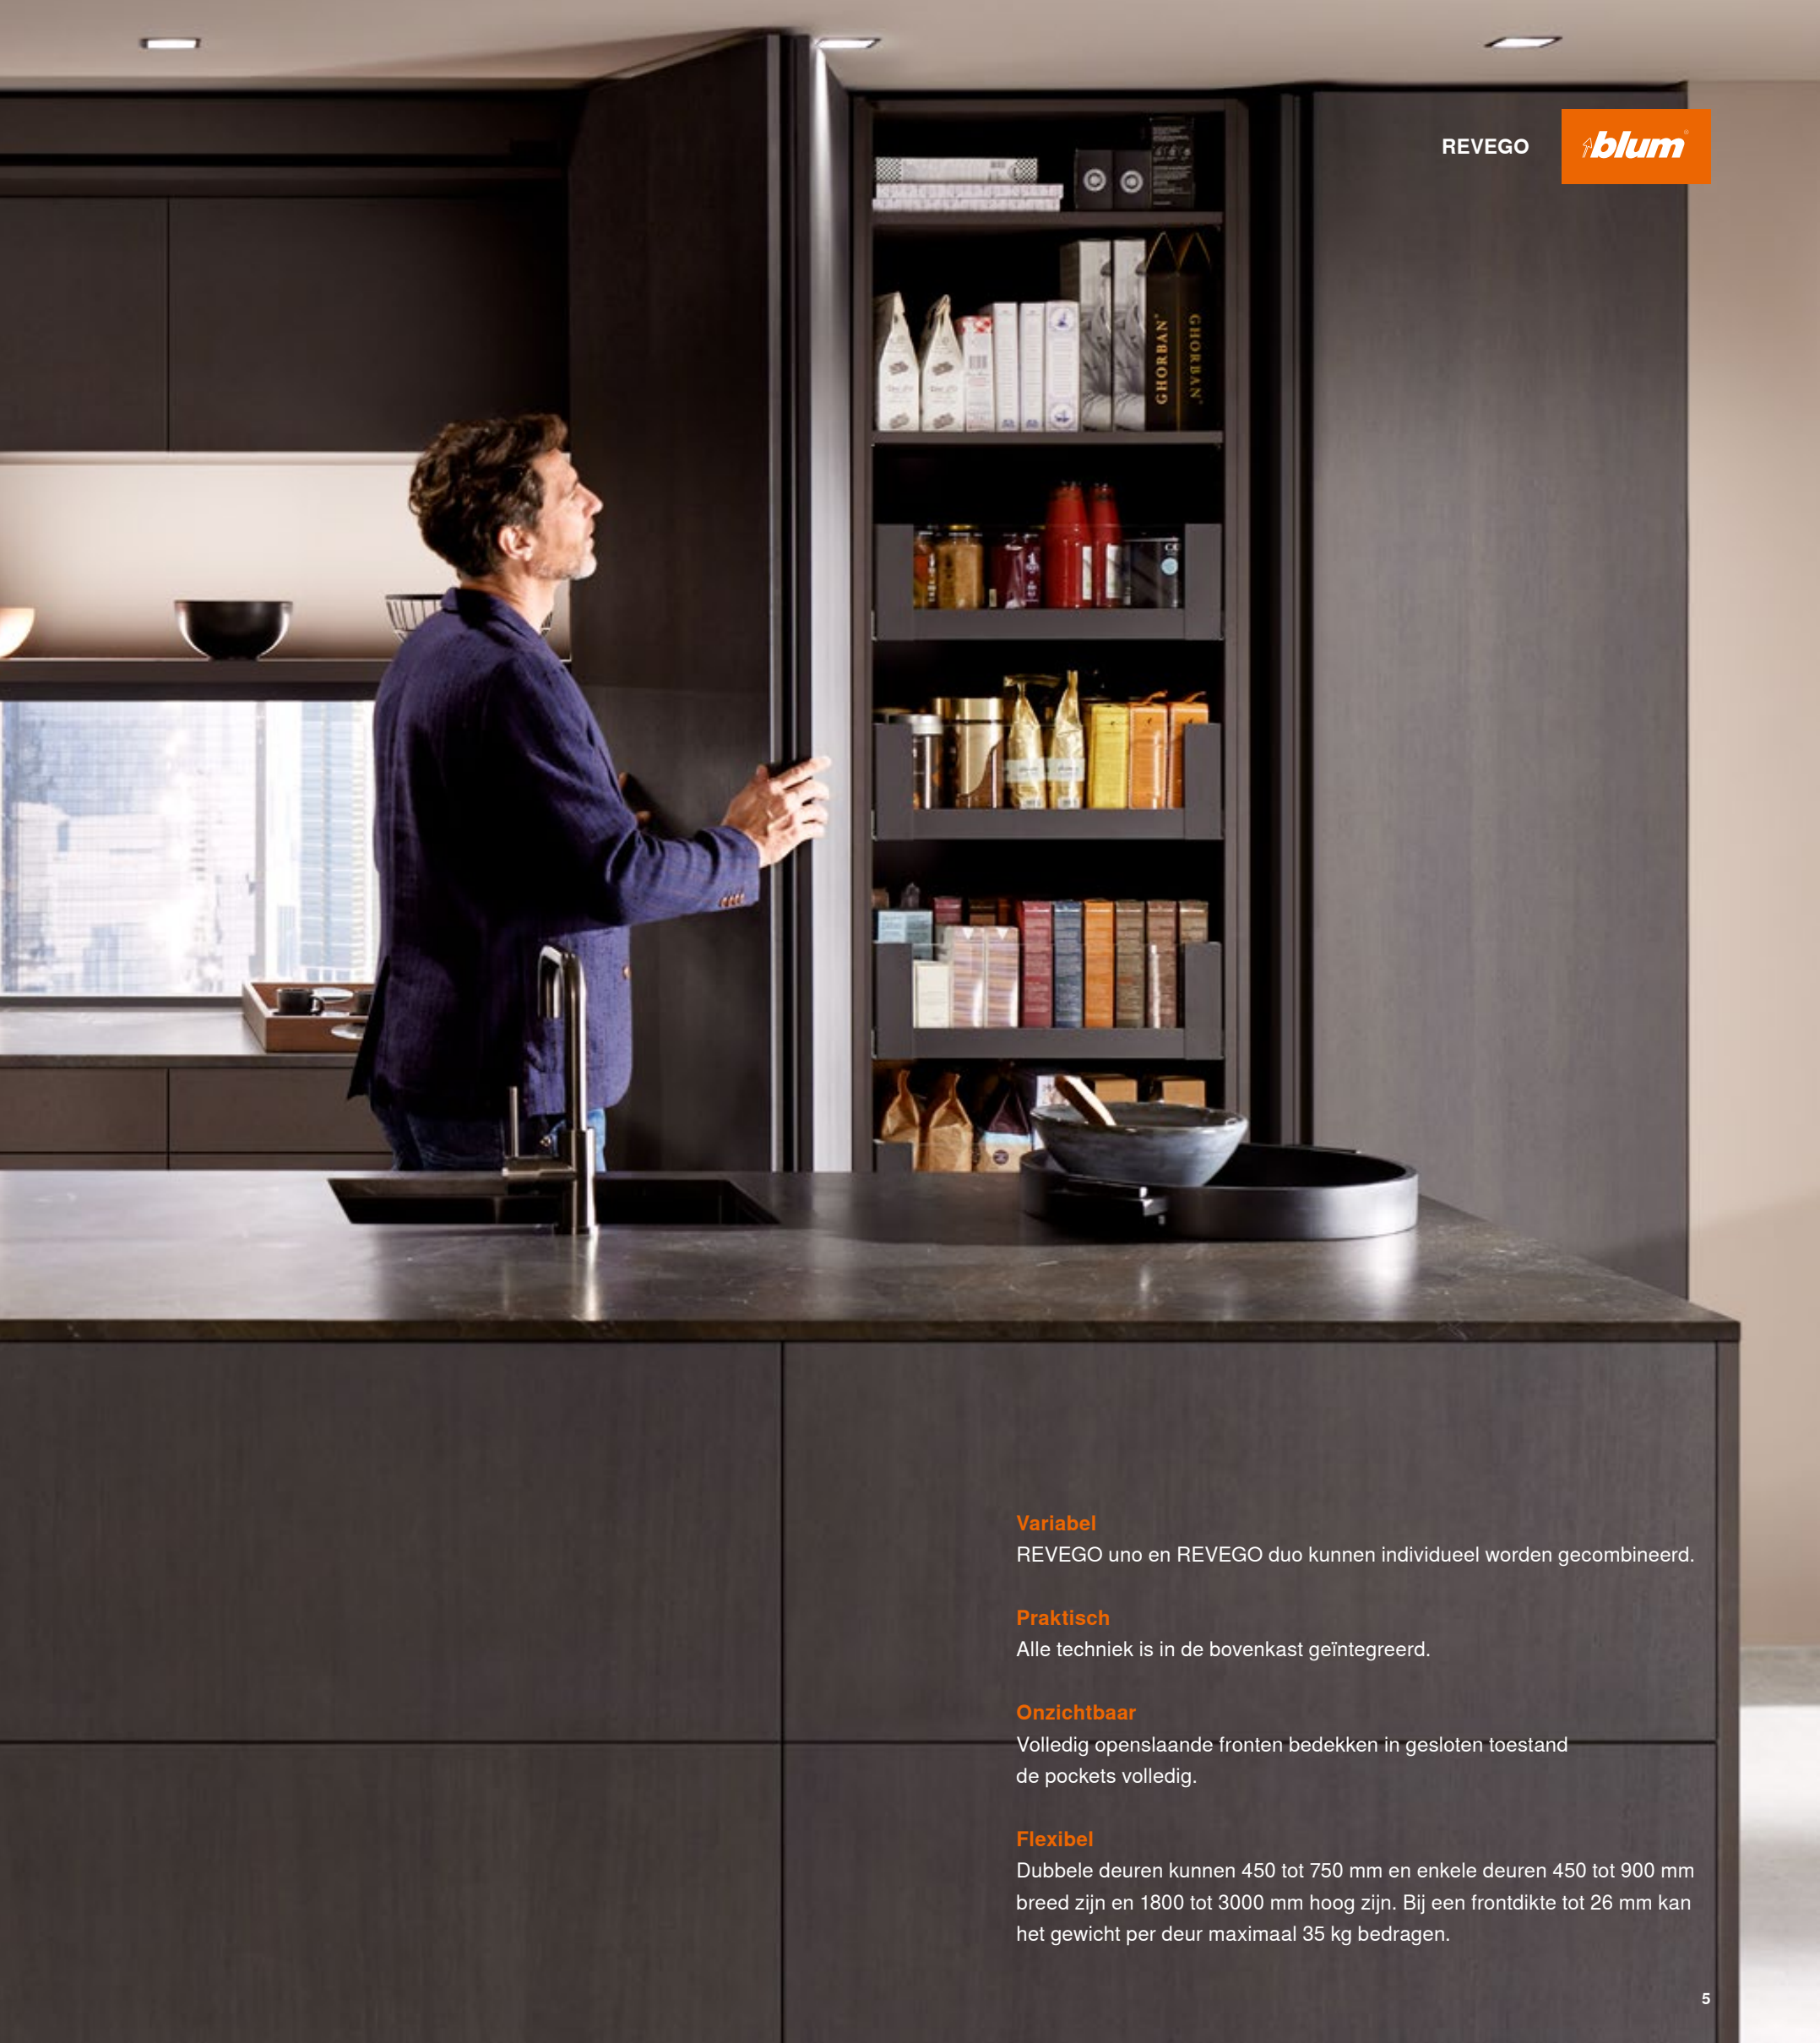 REVEGO
blum
GHORBAN
GHORBAN
Variabel
REVEGO uno en REVEGO duo kunnen individueel worden gecombineerd.
Praktisch
Alle techniek is in de bovenkast geïntegreerd.
Onzichtbaar
Volledig openslaande fronten bedekken in gesloten toestand
de pockets volledig.
Flexibel
Dubbele deuren kunnen 450 tot 750 mm en enkele deuren 450 tot 900 mm
breed zijn en 1800 tot 3000 mm hoog zijn. Bij een frontdikte tot 26 mm kan
het gewicht per deur maximaal 35 kg bedragen.
5